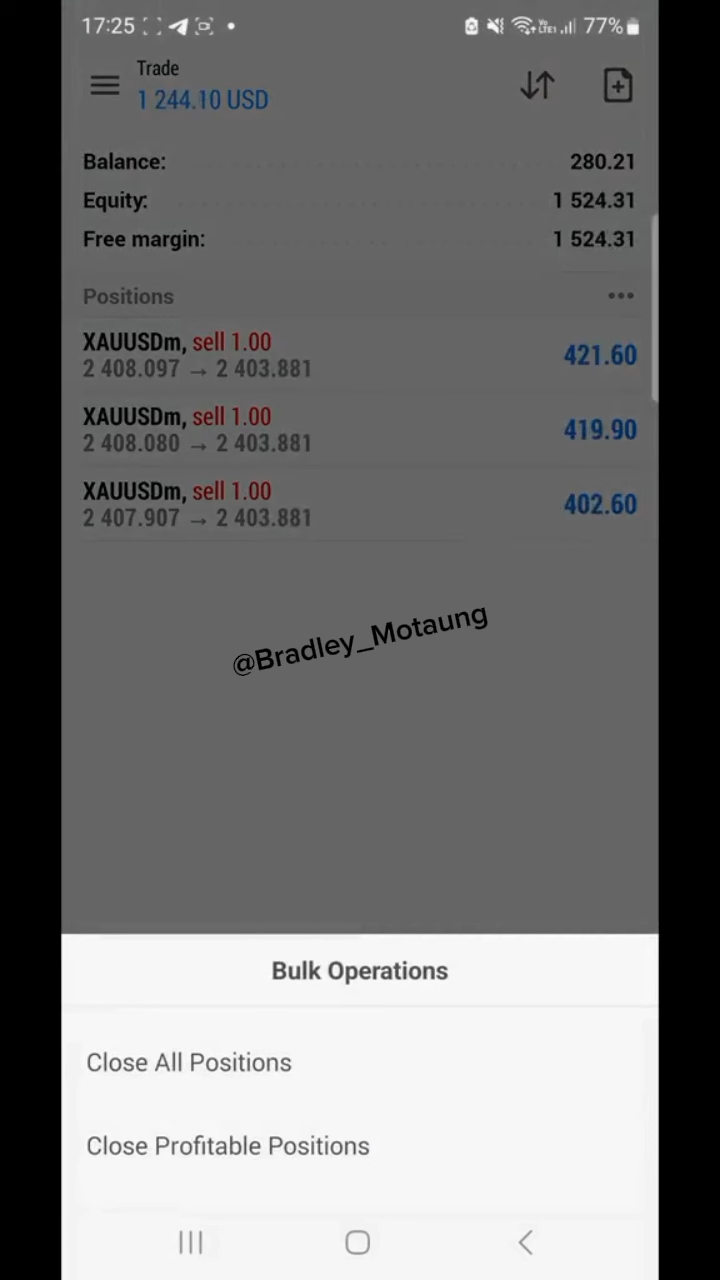 17:25 77%
Trade
1 244.10 USD
Balance: 280.21
Equity: 1 524.31
Free margin: 1 524.31
Positions
XAUUSDm, sell 1.00
2 408.097 → 2 403.881 421.60
XAUUSDm, sell 1.00
2 408.080 → 2 403.881 419.90
XAUUSDm, sell 1.00
2 407.907 → 2 403.881 402.60
@Bradley_Motaung
Bulk Operations
Close All Positions
Close Profitable Positions